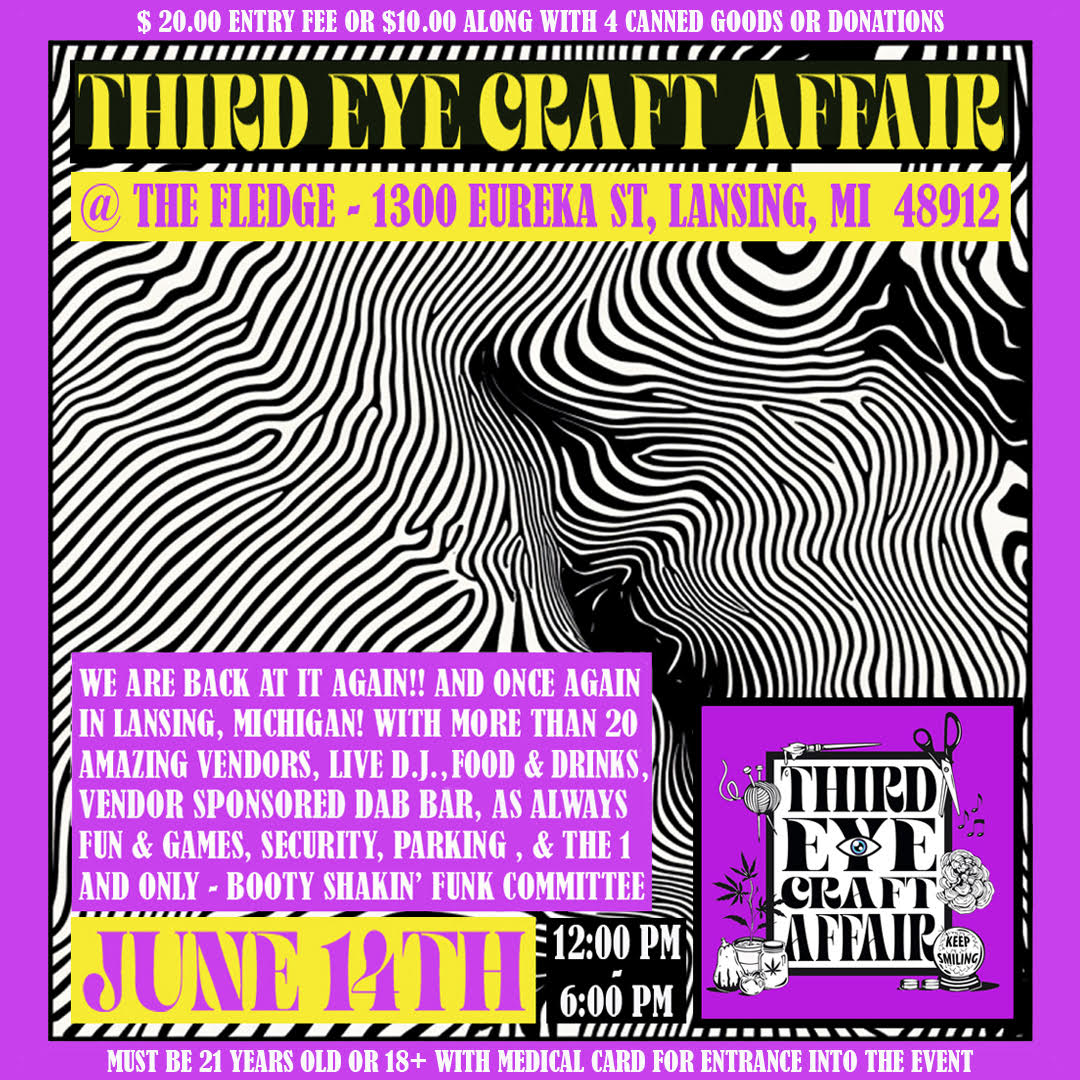 $ 20.00 ENTRY FEE OR $10.00 ALONG WITH 4 CANNED GOODS OR DONATIONS
THIRD EYE CRAFT AFFAIR
@ THE FLEDGE - 1300 EUREKA ST, LANSING, MI 48912
WE ARE BACK AT IT AGAIN!! AND ONCE AGAIN
IN LANSING, MICHIGAN! WITH MORE THAN 20
AMAZING VENDORS, LIVE D.J., FOOD & DRINKS,
VENDOR SPONSORED DAB BAR, AS ALWAYS
FUN & GAMES, SECURITY, PARKING , & THE 1
AND ONLY - BOOTY SHAKIN' FUNK COMMITTEE
JUNE 14TH
12:00 PM
-
6:00 PM
THIRD
EYE
CRAFT
AFFAIR
KEEP
SMILING
MUST BE 21 YEARS OLD OR 18+ WITH MEDICAL CARD FOR ENTRANCE INTO THE EVENT